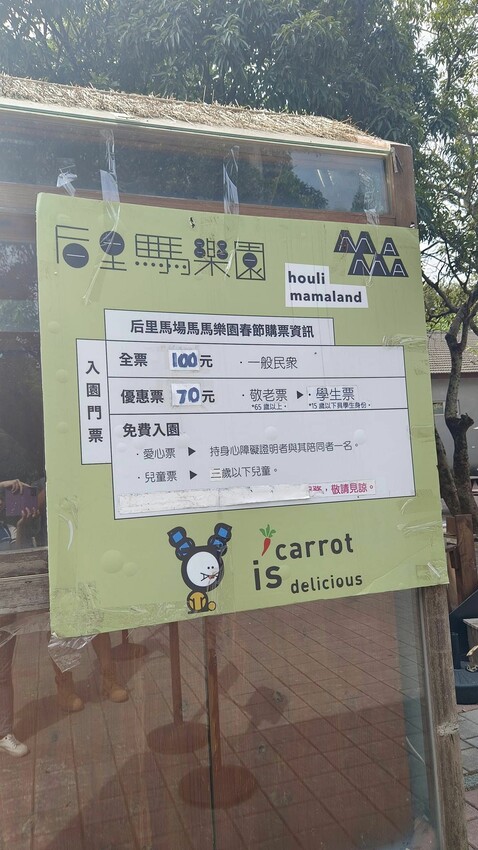 后里馬樂園
MAMA
houli
mamaland
后里馬場馬馬樂園春節購票資訊
入園門票
全票 100元 ・一般民眾
優惠票 70元 ・敬老票 ▶・學生票
*65歲以上。 *15歲以下具學生身份。
免費入園
・愛心票 ▶ 持身心障礙證明者與其陪同者一名。
・兒童票 ▶ 三歲以下兒童。
敬請見諒。
carrot
is delicious